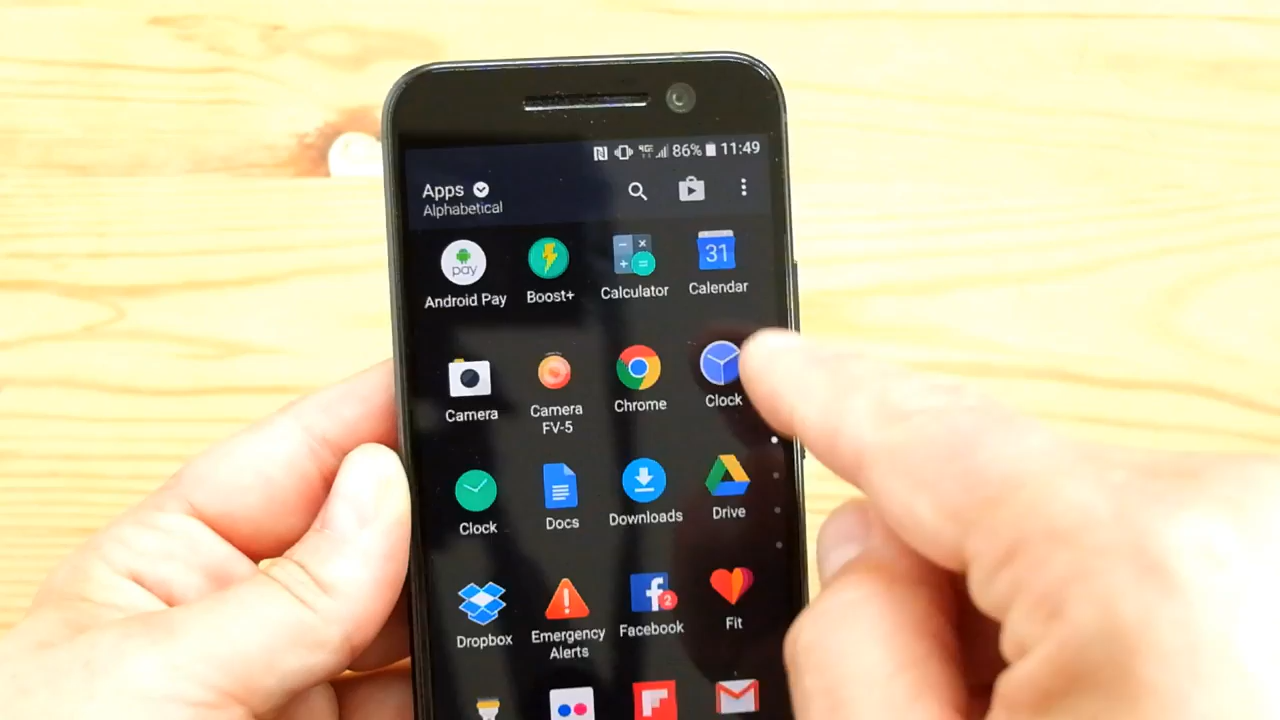 86% 11:49
Apps
Alphabetical
pay
31
Android Pay Boost+ Calculator Calendar
Camera Camera FV-5 Chrome Clock
Clock Docs Downloads Drive
2
Dropbox Emergency Alerts Facebook Fit